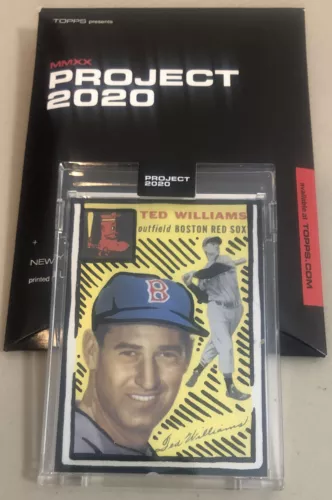 TOPPS presents
MMXX
PROJECT
2020
PROJECT
2020
TED WILLIAMS
outfield BOSTON RED SOX
B
Ted Williams
+
NEW
printed
available at TOPPS.COM